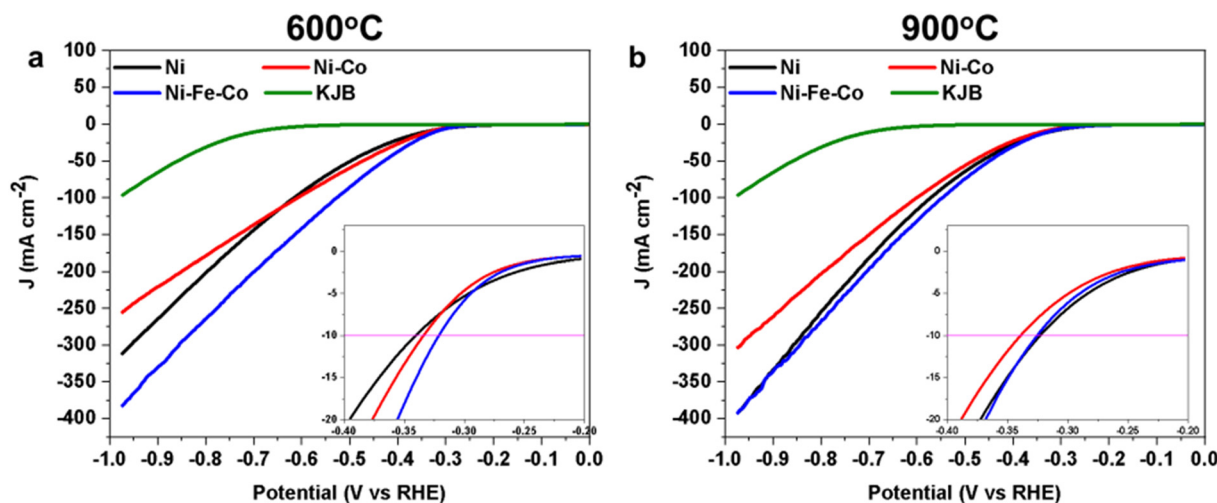 600°C
a
Ni
Ni-Co
Ni-Fe-Co
KJB
J (mA cm⁻²)
100
50
0
-50
-100
-150
-200
-250
-300
-350
-400
-1.0 -0.9 -0.8 -0.7 -0.6 -0.5 -0.4 -0.3 -0.2 -0.1 0.0
Potential (V vs RHE)
0
-5
-10
-15
-20
-0.40 -0.35 -0.30 -0.25 -0.20
900°C
b
Ni
Ni-Co
Ni-Fe-Co
KJB
J (mA cm⁻²)
100
50
0
-50
-100
-150
-200
-250
-300
-350
-400
-1.0 -0.9 -0.8 -0.7 -0.6 -0.5 -0.4 -0.3 -0.2 -0.1 0.0
Potential (V vs RHE)
0
-5
-10
-15
-20
-0.40 -0.35 -0.30 -0.25 -0.20